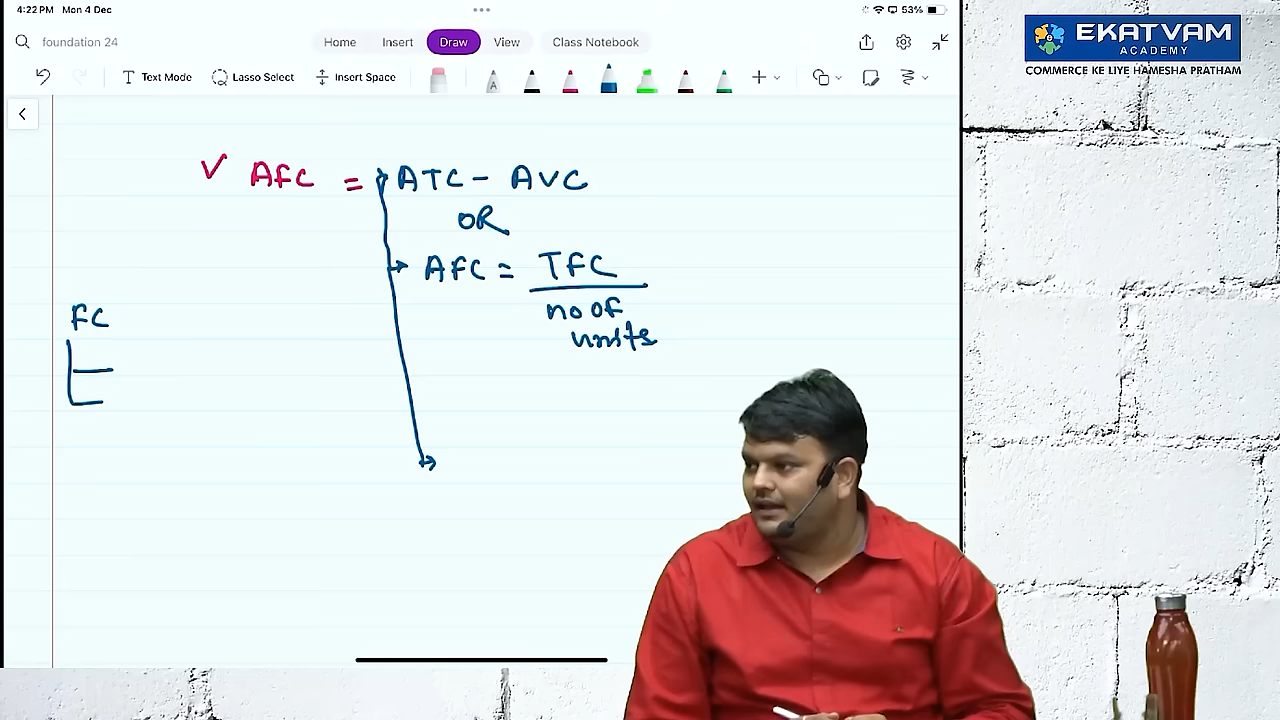 4:22 PM Mon 4 Dec
53%
foundation 24
Home Insert Draw View Class Notebook
Text Mode Lasso Select Insert Space
EKATVAM
ACADEMY
COMMERCE KE LIYE HAMESHA PRATHAM
✓ AFC = ATC - AVC
OR
AFC = TFC
no of
units
FC